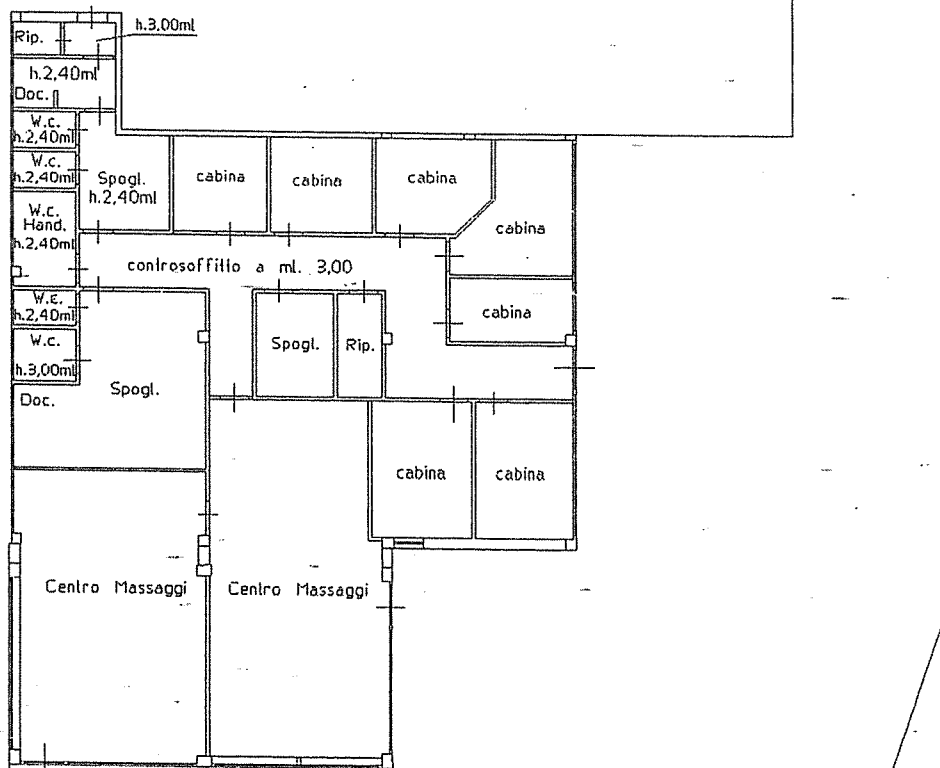 h.3,00ml
Rip.
h.2,40ml
Doc.
W.c.
h.2,40ml
W.c.
h.2,40ml
Spogl.
h.2,40ml
cabina
cabina
cabina
cabina
W.c.
Hand.
h.2,40ml
controsoffitto a ml. 3,00
W.c.
h.2,40ml
cabina
W.c.
h.3,00ml
Spogl.
Rip.
Spogl.
Doc.
cabina
cabina
Centro Massaggi
Centro Massaggi